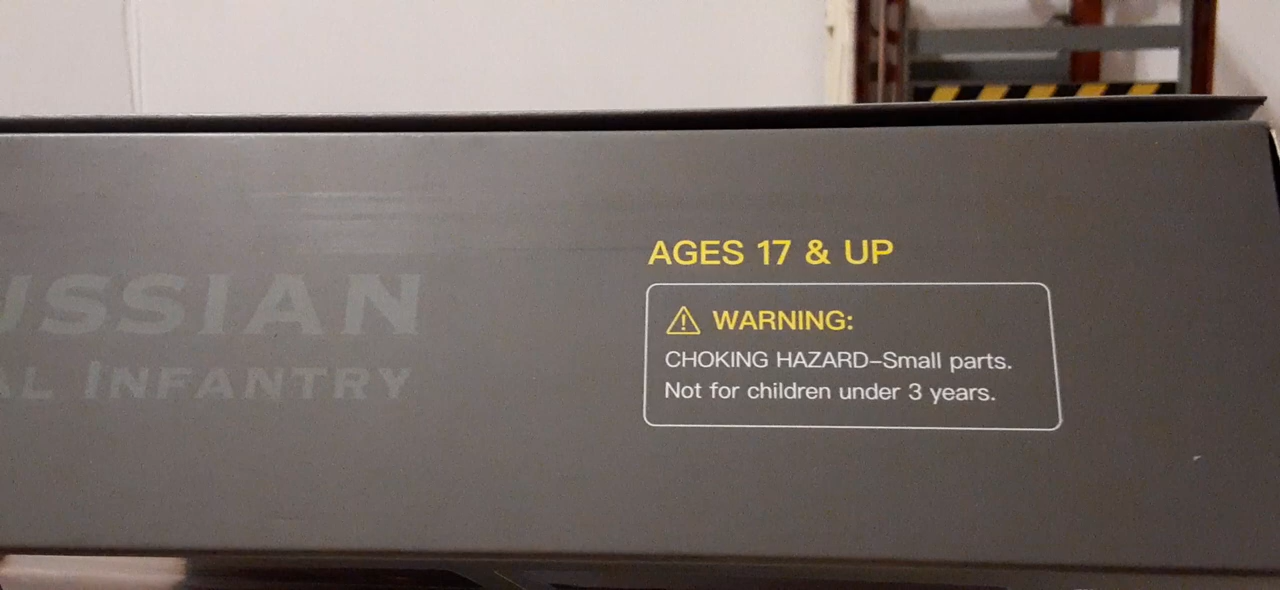 AGES 17 & UP
WARNING:
CHOKING HAZARD–Small parts.
Not for children under 3 years.
USSIAN
AL INFANTRY